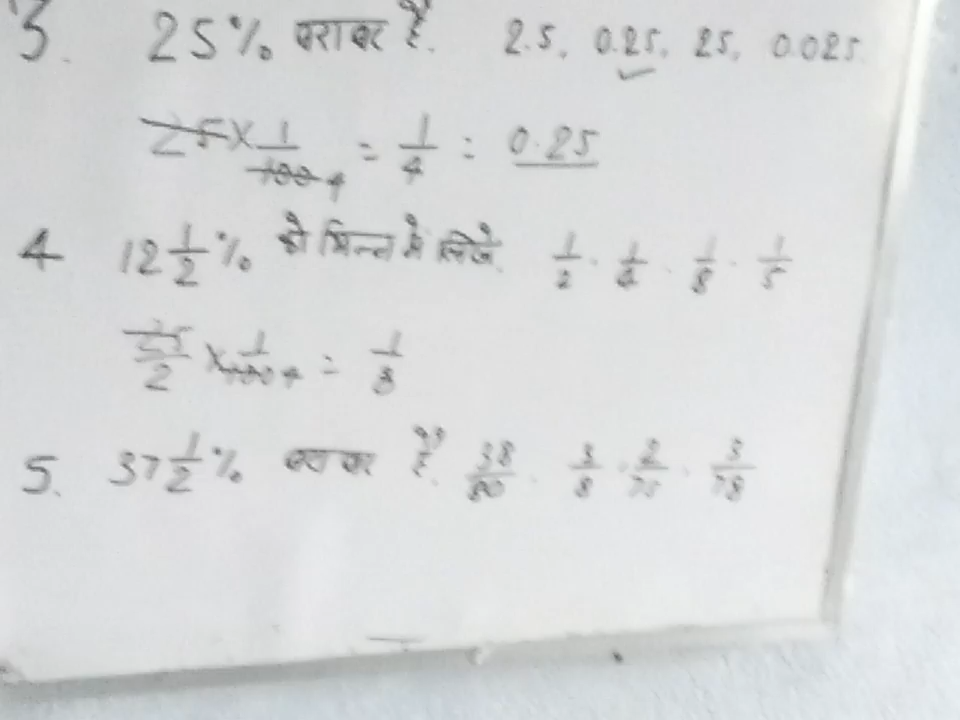 3. 25% बराबर है. 2.5, 0.25, 25, 0.025
25 × 1/100 4 = 1/4 = 0.25
4 12 1/2 % को भिन्न में लिखे. 1/2 . 1/4 . 1/8 . 1/5
25/2 × 1/100 4 = 1/8
5. 37 1/2 % बराबर है. 38/80 . 3/8 . 2/75 . 3/78